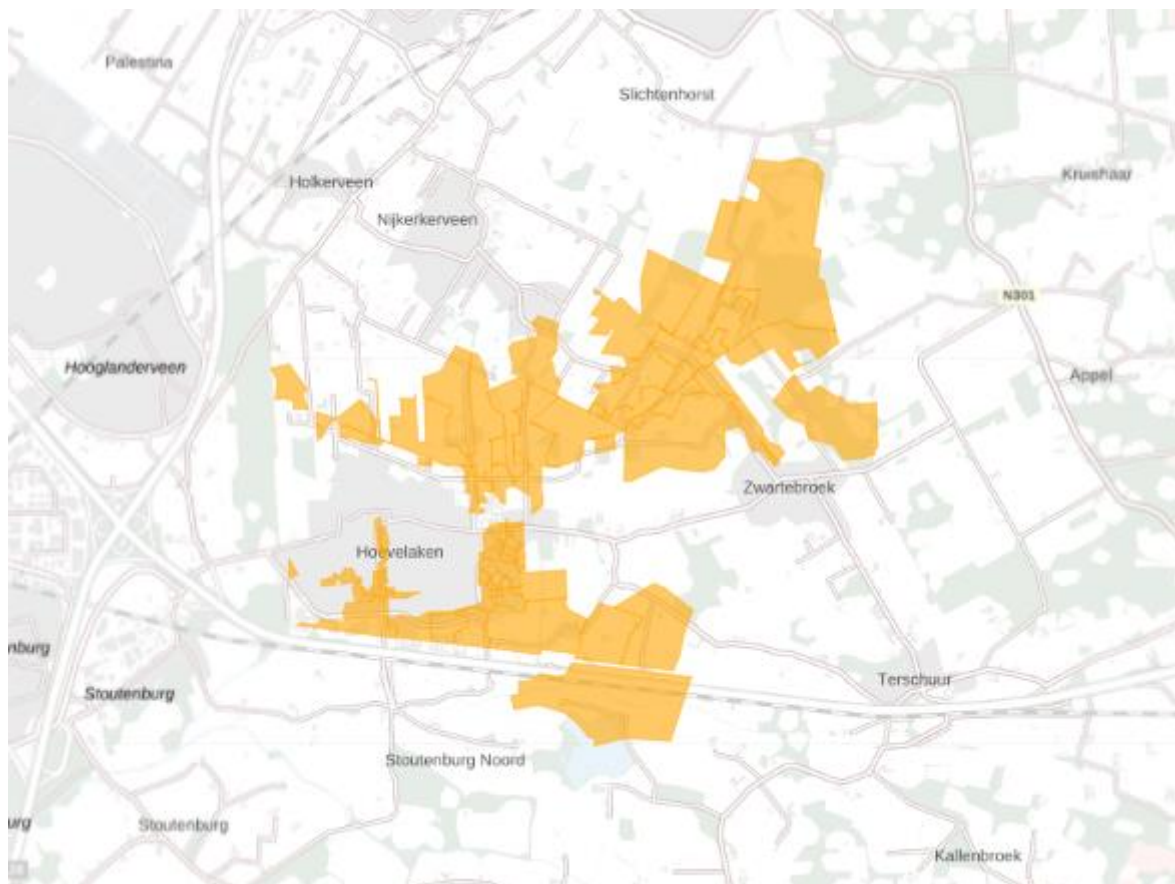 Palestina
Slichtenhorst
Holkerveen
Kruishaar
Nijkerkerveen
N301
Hooglanderveen
Appel
Zwartebroek
Hoevelaken
nburg
Terschuur
Stoutenburg
Stoutenburg Noord
urg
Stoutenburg
Kallenbroek